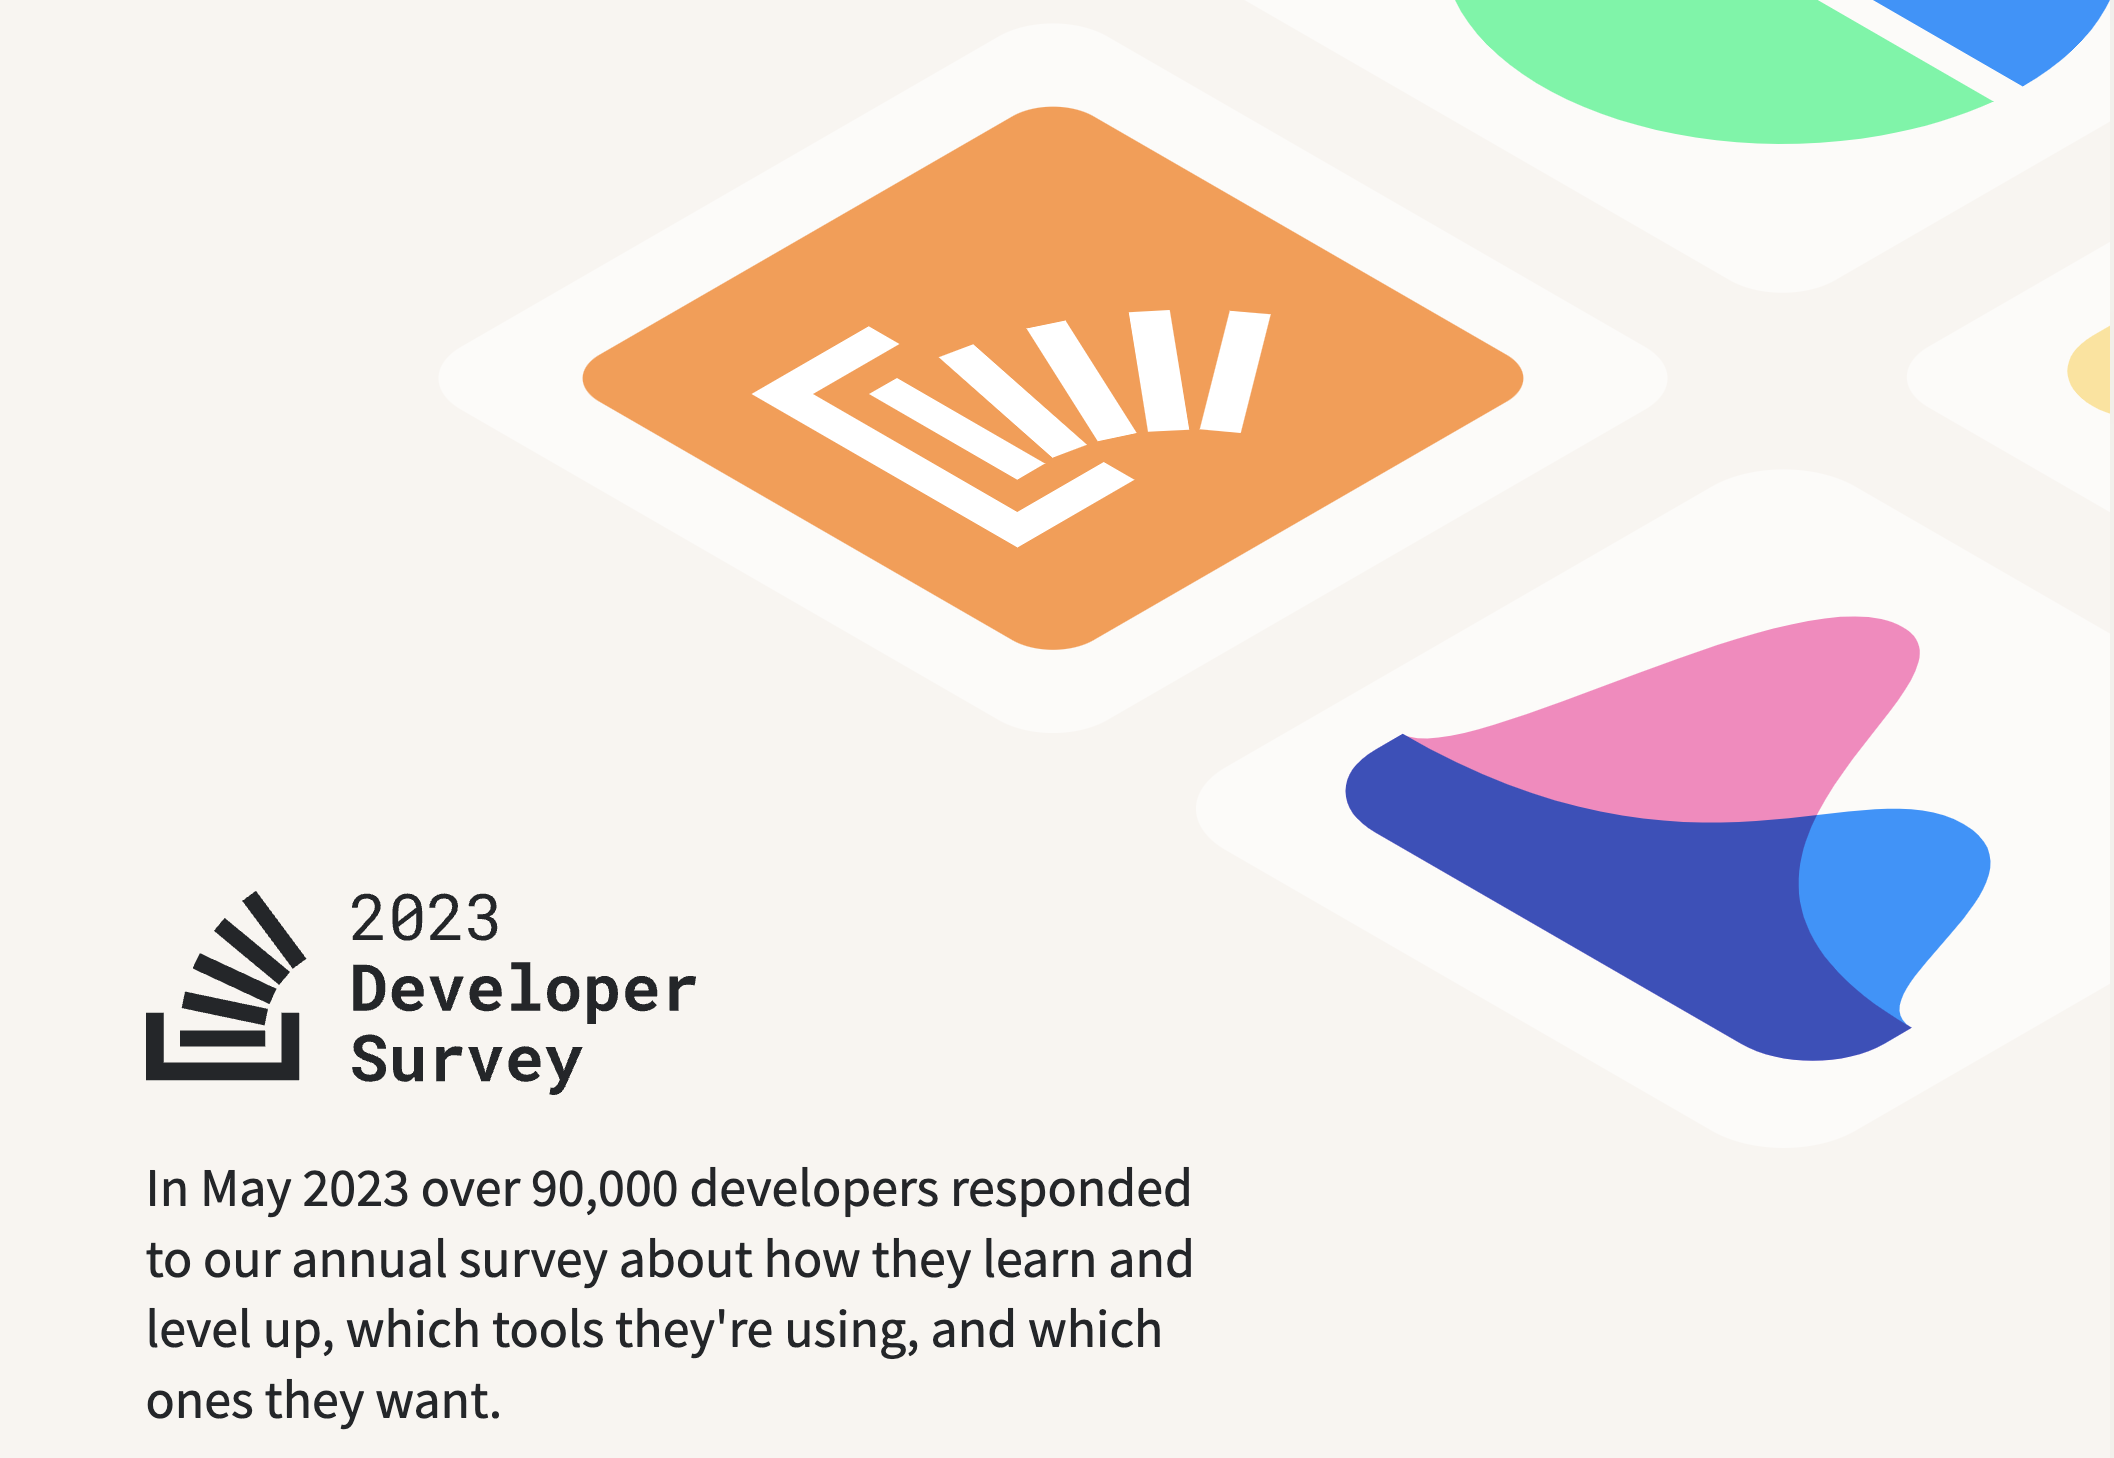 2023
Developer
Survey
In May 2023 over 90,000 developers responded
to our annual survey about how they learn and
level up, which tools they're using, and which
ones they want.